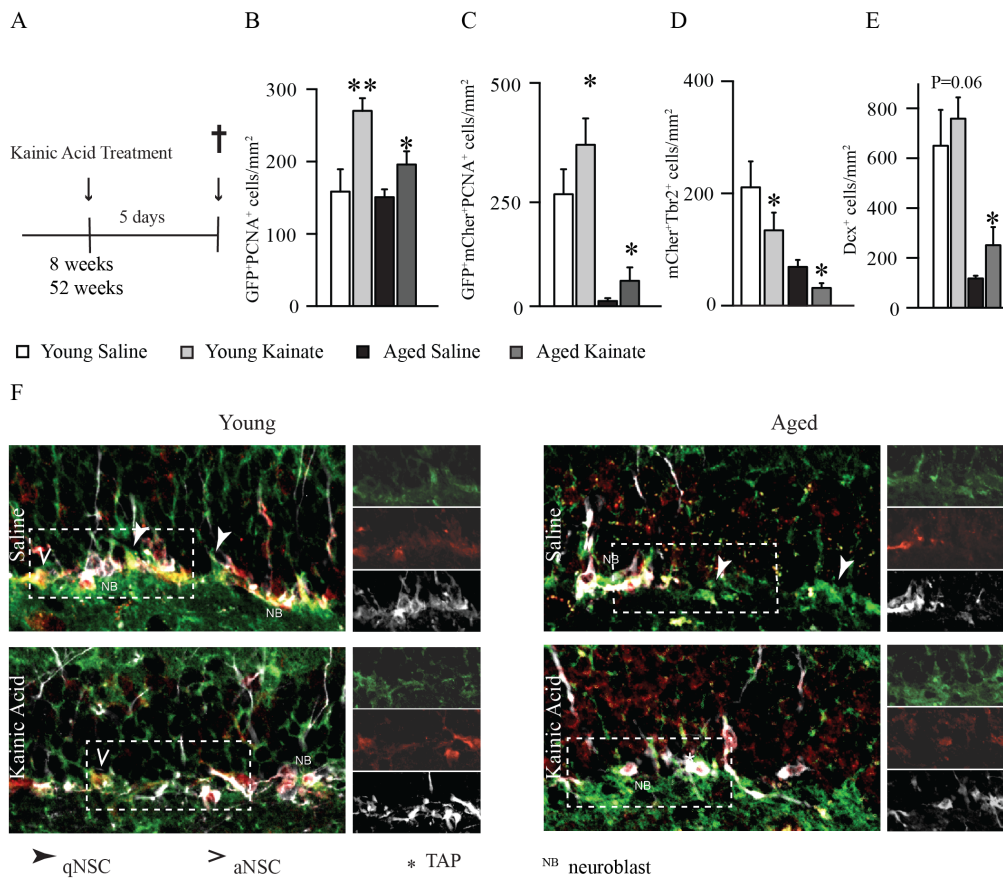 A
B
C
D
E
Kainic Acid Treatment
5 days
8 weeks
52 weeks
GFP⁺PCNA⁺ cells/mm²
300
200
100
0
**
*
GFP⁺mCher⁺PCNA⁺ cells/mm²
500
250
0
*
*
mCher⁺Tbr2⁺ cells/mm²
400
200
0
*
*
Dcx⁺ cells/mm²
800
600
400
200
0
P=0.06
*
Young Saline
Young Kainate
Aged Saline
Aged Kainate
F
Young
Aged
Saline
NB
NB
Saline
NB
Kainic Acid
NB
Kainic Acid
*
NB
qNSC
aNSC
* TAP
NB neuroblast